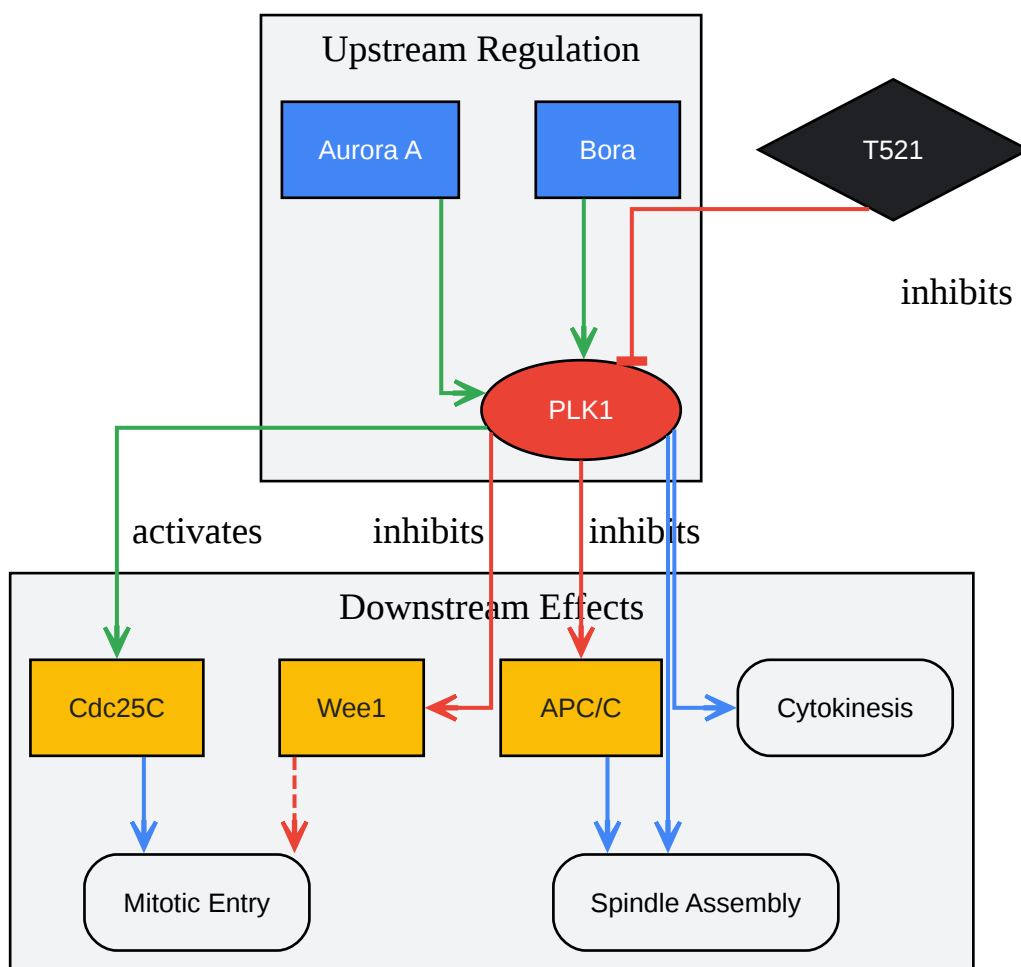 Upstream Regulation
Aurora A
Bora
T521
inhibits
PLK1
activates
inhibits
inhibits
Downstream Effects
Cdc25C
Wee1
APC/C
Cytokinesis
Mitotic Entry
Spindle Assembly